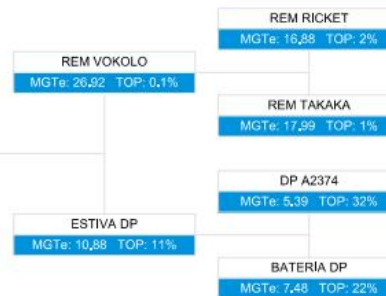 REM RICKET
MGTe: 16,88 TOP: 2%
REM VOKOLO
MGTe: 26,92 TOP: 0.1%
REM TAKAKA
MGTe: 17,99 TOP: 1%
DP A2374
MGTe: 5,39 TOP: 32%
ESTIVA DP
MGTe: 10,88 TOP: 11%
BATERÍA DP
MGTe: 7,48 TOP: 22%